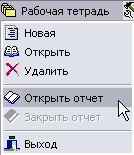 Рабочая тетрадь
Новая
Открыть
Удалить
Открыть отчет
Закрыть отчет
Выход